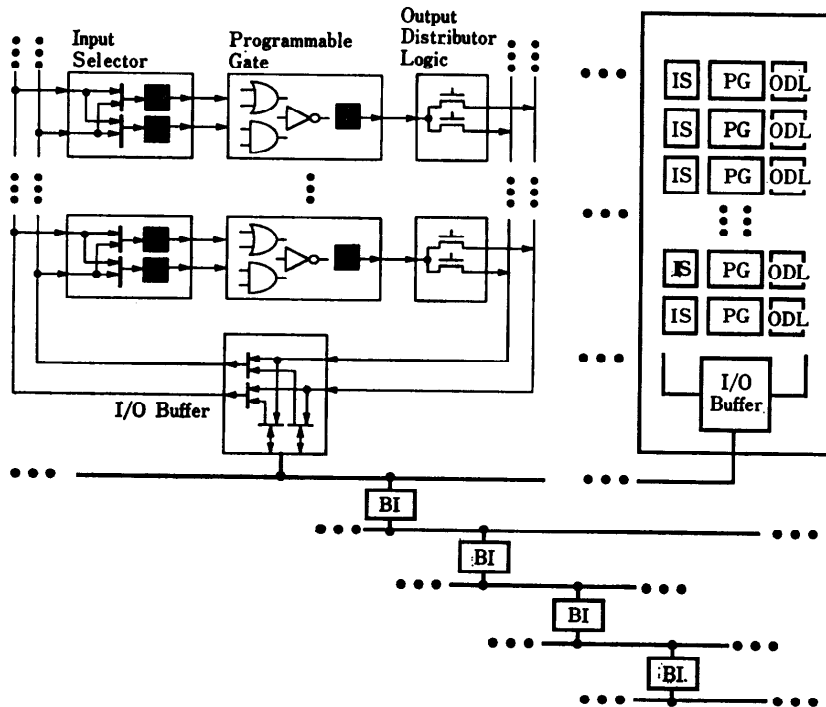 Input
Selector
Programmable
Gate
Output
Distributor
Logic
IS PG ODL
IS PG ODL
IS PG ODL
IS PG ODL
IS PG ODL
I/O Buffer
I/O
Buffer
BI
BI
BI
BI.